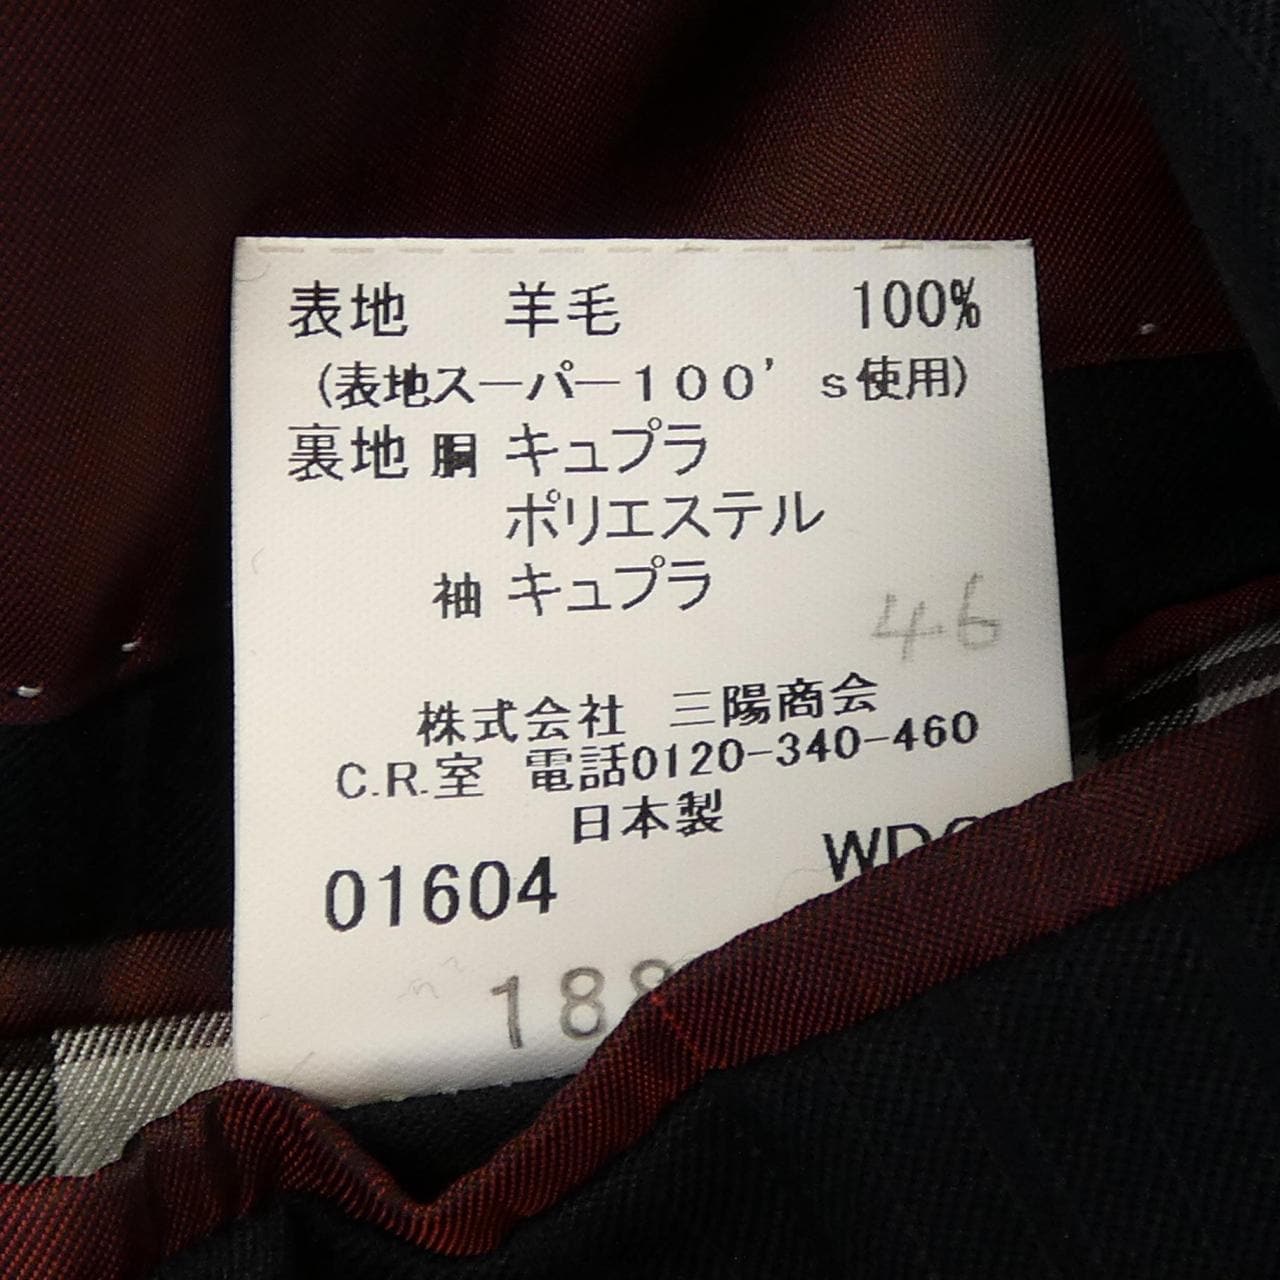 表地 羊毛 100%
(表地スーパー100's使用)
裏地 胴 キュプラ
ポリエステル
袖 キュプラ
46
株式会社 三陽商会
C.R.室 電話0120-340-460
日本製
01604
188